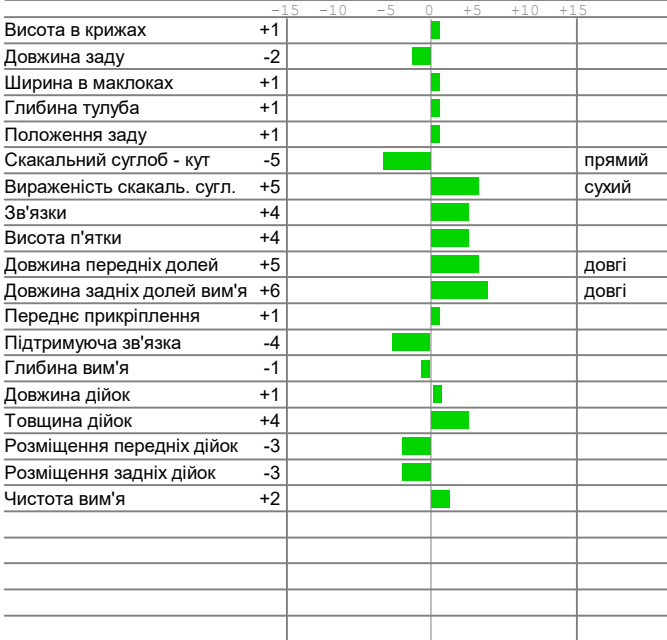 -15 -10 -5 0 +5 +10 +15
Висота в крижах +1
Довжина заду -2
Ширина в маклоках +1
Глибина тулуба +1
Положення заду +1
Скакальний суглоб - кут -5 прямий
Вираженість скакаль. сугл. +5 сухий
Зв'язки +4
Висота п'ятки +4
Довжина передніх долей +5 довгі
Довжина задніх долей вим'я +6 довгі
Переднє прикріплення +1
Підтримуюча зв'язка -4
Глибина вим'я -1
Довжина дійок +1
Товщина дійок +4
Розміщення передніх дійок -3
Розміщення задніх дійок -3
Чистота вим'я +2